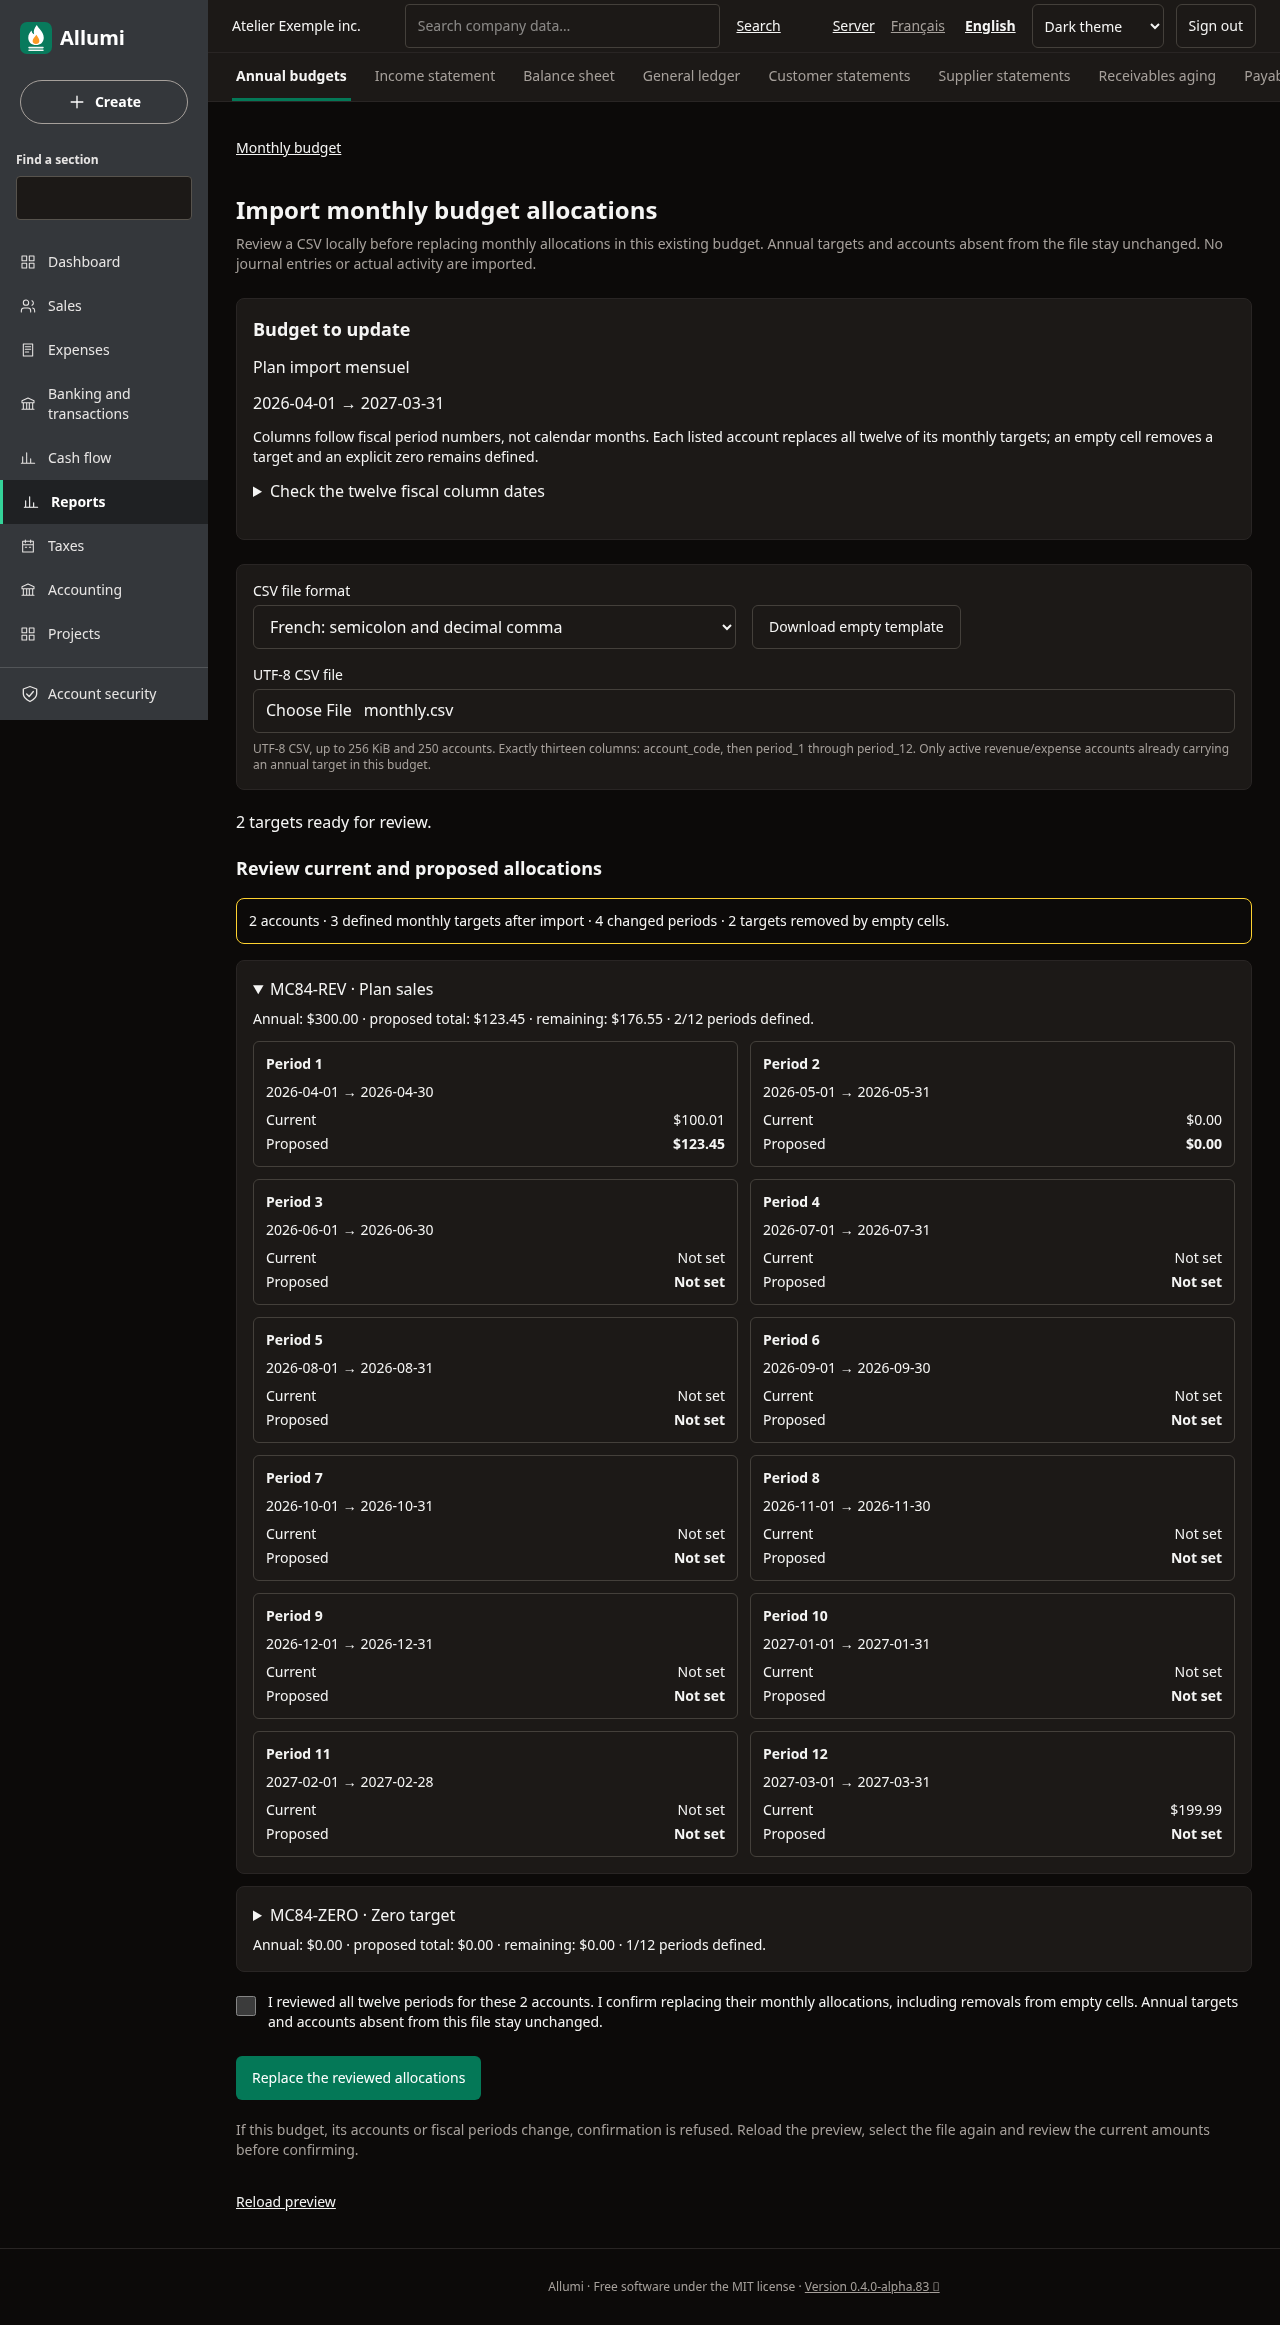 Allumi
Create
Find a section
Dashboard
Sales
Expenses
Banking and
transactions
Cash flow
Reports
Taxes
Accounting
Projects
Account security
Atelier Exemple inc.
Search company data...
Search
Server
Français
English
Dark theme
Sign out
Annual budgets
Income statement
Balance sheet
General ledger
Customer statements
Supplier statements
Receivables aging
Monthly budget
Import monthly budget allocations
Review a CSV locally before replacing monthly allocations in this existing budget. Annual targets and accounts absent from the file stay unchanged. No
journal entries or actual activity are imported.
Budget to update
Plan import mensuel
2026-04-01 → 2027-03-31
Columns follow fiscal period numbers, not calendar months. Each listed account replaces all twelve of its monthly targets; an empty cell removes a
target and an explicit zero remains defined.
Check the twelve fiscal column dates
CSV file format
French: semicolon and decimal comma
Download empty template
UTF-8 CSV file
Choose File monthly.csv
UTF-8 CSV, up to 256 KiB and 250 accounts. Exactly thirteen columns: account_code, then period_1 through period_12. Only active revenue/expense accounts already carrying
an annual target in this budget.
2 targets ready for review.
Review current and proposed allocations
2 accounts · 3 defined monthly targets after import · 4 changed periods · 2 targets removed by empty cells.
MC84-REV · Plan sales
Annual: $300.00 · proposed total: $123.45 · remaining: $176.55 · 2/12 periods defined.
Period 1
2026-04-01 → 2026-04-30
Current $100.01
Proposed $123.45
Period 2
2026-05-01 → 2026-05-31
Current $0.00
Proposed $0.00
Period 3
2026-06-01 → 2026-06-30
Current Not set
Proposed Not set
Period 4
2026-07-01 → 2026-07-31
Current Not set
Proposed Not set
Period 5
2026-08-01 → 2026-08-31
Current Not set
Proposed Not set
Period 6
2026-09-01 → 2026-09-30
Current Not set
Proposed Not set
Period 7
2026-10-01 → 2026-10-31
Current Not set
Proposed Not set
Period 8
2026-11-01 → 2026-11-30
Current Not set
Proposed Not set
Period 9
2026-12-01 → 2026-12-31
Current Not set
Proposed Not set
Period 10
2027-01-01 → 2027-01-31
Current Not set
Proposed Not set
Period 11
2027-02-01 → 2027-02-28
Current Not set
Proposed Not set
Period 12
2027-03-01 → 2027-03-31
Current $199.99
Proposed Not set
MC84-ZERO · Zero target
Annual: $0.00 · proposed total: $0.00 · remaining: $0.00 · 1/12 periods defined.
I reviewed all twelve periods for these 2 accounts. I confirm replacing their monthly allocations, including removals from empty cells. Annual targets
and accounts absent from this file stay unchanged.
Replace the reviewed allocations
If this budget, its accounts or fiscal periods change, confirmation is refused. Reload the preview, select the file again and review the current amounts
before confirming.
Reload preview
Allumi · Free software under the MIT license · Version 0.4.0-alpha.83